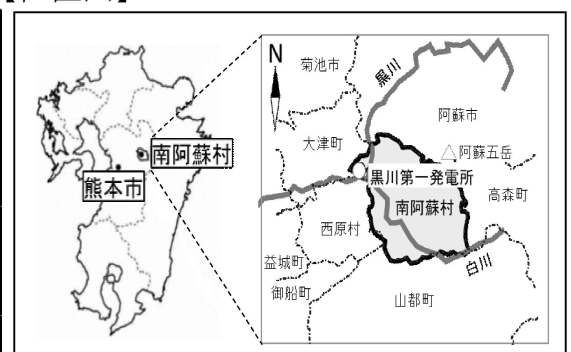 南阿蘇村
熊本市
N
菊池市
黒川
阿蘇市
大津町
△阿蘇五岳
黒川第一発電所
高森町
南阿蘇村
西原村
益城町
白川
御船町
山都町